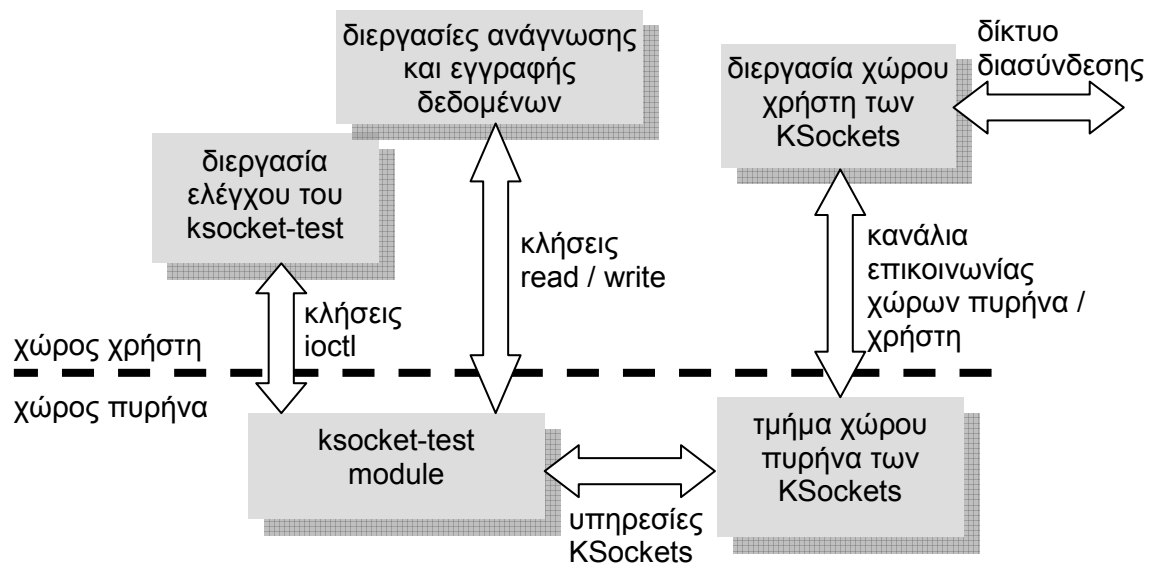 διεργασίες ανάγνωσης
και εγγραφής
δεδομένων
διεργασία χώρου
χρήστη των
KSockets
δίκτυο
διασύνδεσης
διεργασία
ελέγχου του
ksocket-test
κλήσεις
read / write
κανάλια
επικοινωνίας
χώρων πυρήνα /
χρήστη
κλήσεις
ioctl
χώρος χρήστη
χώρος πυρήνα
ksocket-test
module
τμήμα χώρου
πυρήνα των
KSockets
υπηρεσίες
KSockets